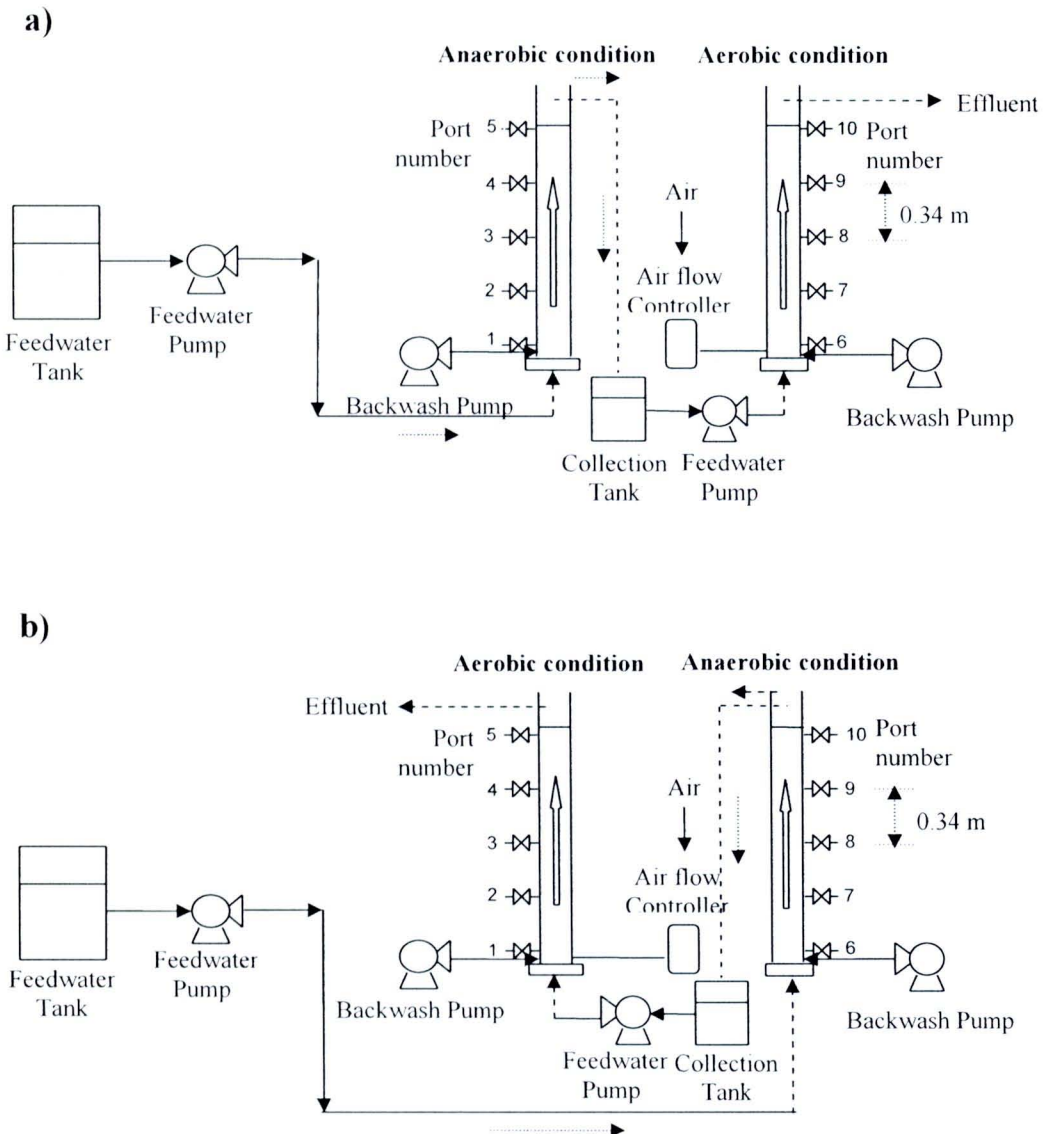 a)
Anaerobic condition
Aerobic condition
Effluent
Port
number
5
4
3
2
1
10
9
8
7
6
Port
number
0.34 m
Air
Air flow
Controller
Feedwater
Tank
Feedwater
Pump
Backwash Pump
Collection
Tank
Feedwater
Pump
Backwash Pump
b)
Aerobic condition
Anaerobic condition
Effluent
Port
number
5
4
3
2
1
10
9
8
7
6
Port
number
0.34 m
Air
Air flow
Controller
Feedwater
Tank
Feedwater
Pump
Backwash Pump
Feedwater
Pump
Collection
Tank
Backwash Pump